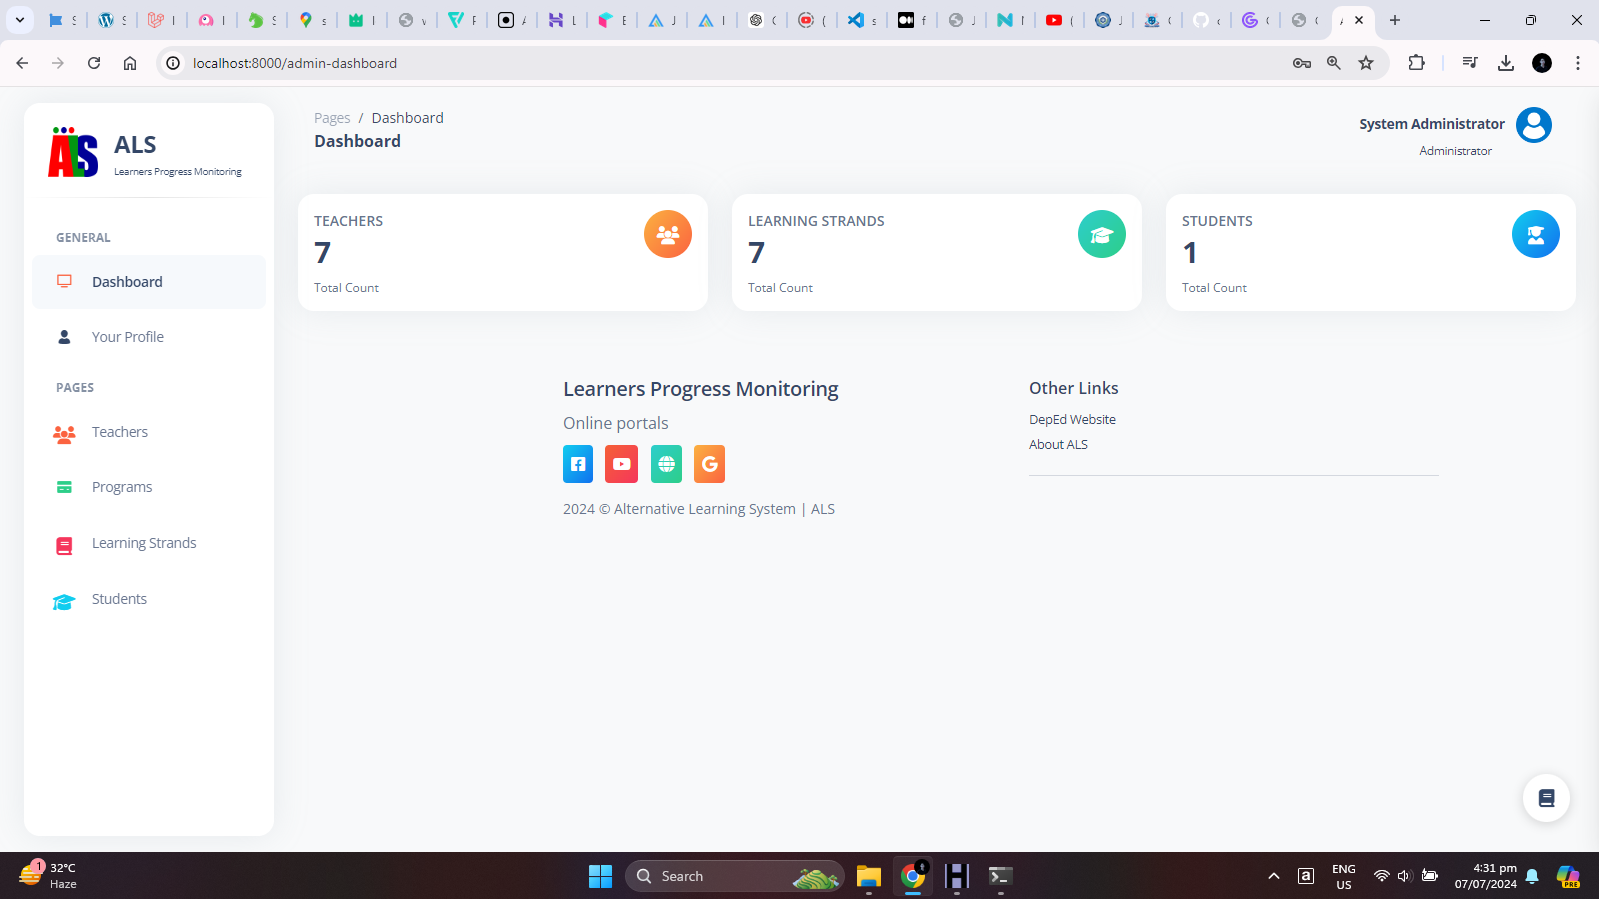 localhost:8000/admin-dashboard
ALS
ALS
Learners Progress Monitoring
GENERAL
Dashboard
Your Profile
PAGES
Teachers
Programs
Learning Strands
Students
Pages / Dashboard
Dashboard
System Administrator
Administrator
TEACHERS
7
Total Count
LEARNING STRANDS
7
Total Count
STUDENTS
1
Total Count
Learners Progress Monitoring
Online portals
2024 © Alternative Learning System | ALS
Other Links
DepEd Website
About ALS
1
32°C
Haze
Search
ENG
US
4:31 pm
07/07/2024
PRE